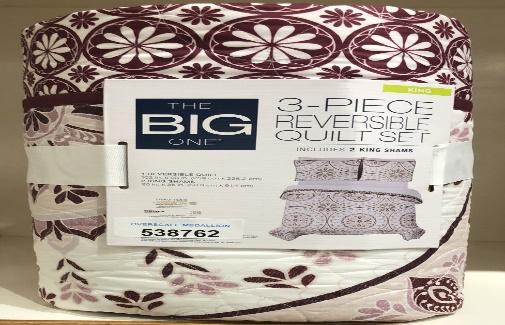 KING
THE
BIG
ONE
3-PIECE
REVERSIBLE
QUILT SET
INCLUDES 2 KING SHAMS
1 REVERSIBLE QUILT
2 KING SHAMS
OVERSCALE MEDALLION
538762